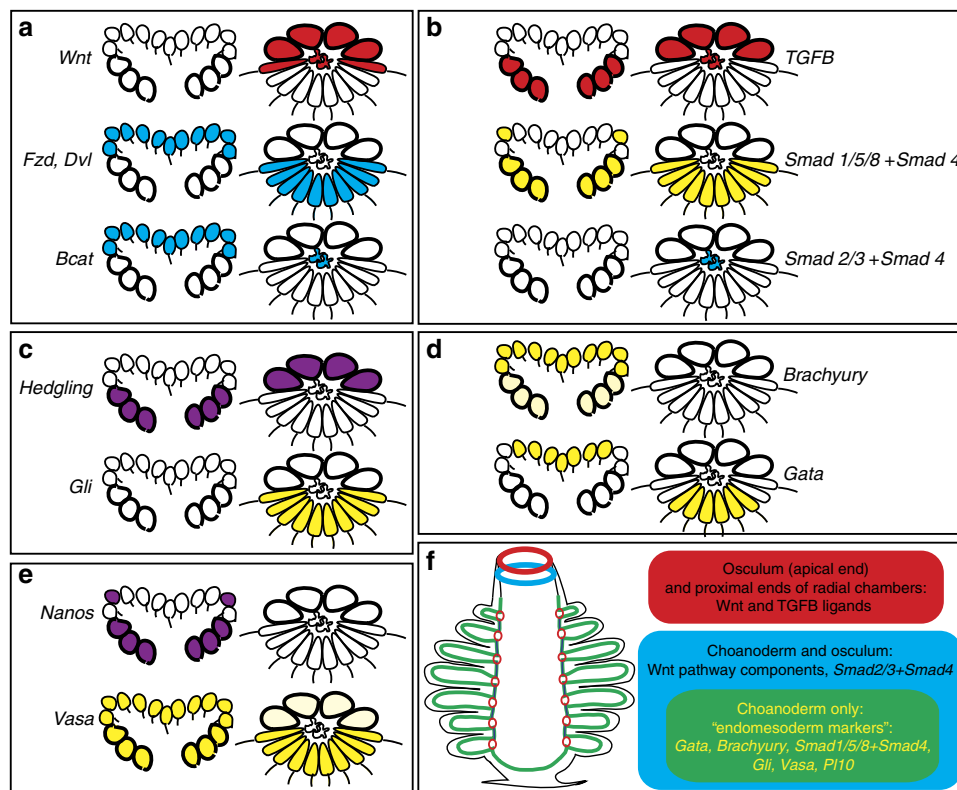 a
Wnt
Fzd, Dvl
Bcat
b
TGFB
Smad 1/5/8 +Smad 4
Smad 2/3 +Smad 4
c
Hedgling
Gli
d
Brachyury
Gata
e
Nanos
Vasa
f
Osculum (apical end)
and proximal ends of radial chambers:
Wnt and TGFB ligands
Choanoderm and osculum:
Wnt pathway components, Smad2/3+Smad4
Choanoderm only:
“endomesoderm markers”:
Gata, Brachyury, Smad1/5/8+Smad4,
Gli, Vasa, Pl10